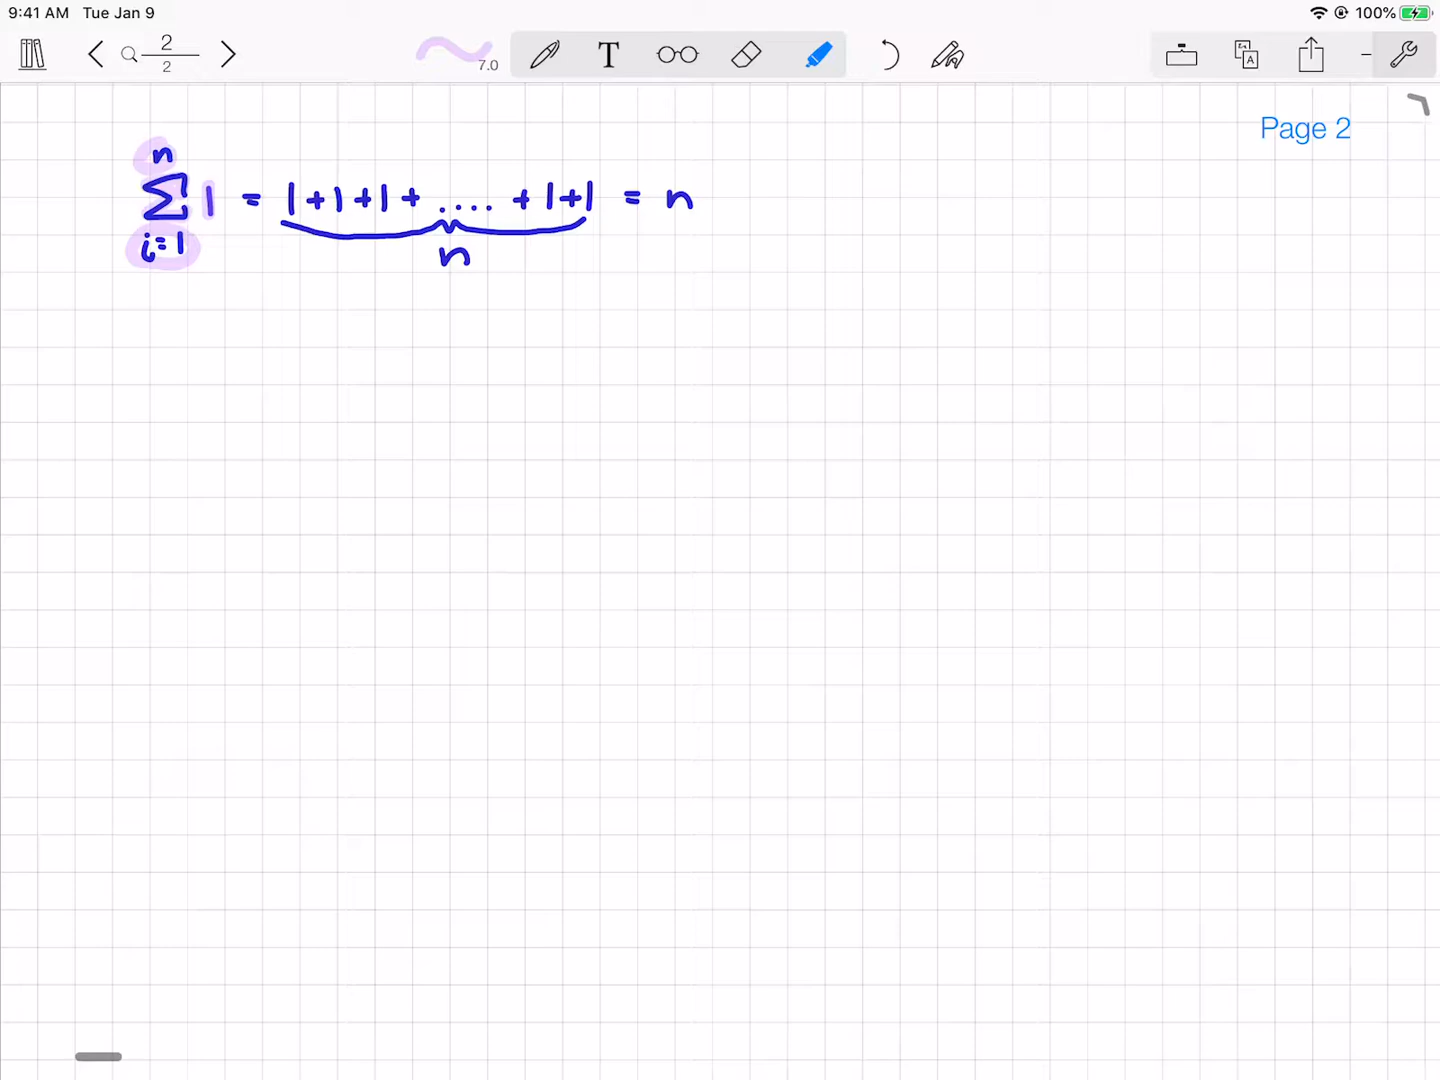 9:41 AM Tue Jan 9 100%
2
2
7.0
T
A
Page 2
n
∑ 1 = 1+1+1+ .... +1+1 = n
i=1
n